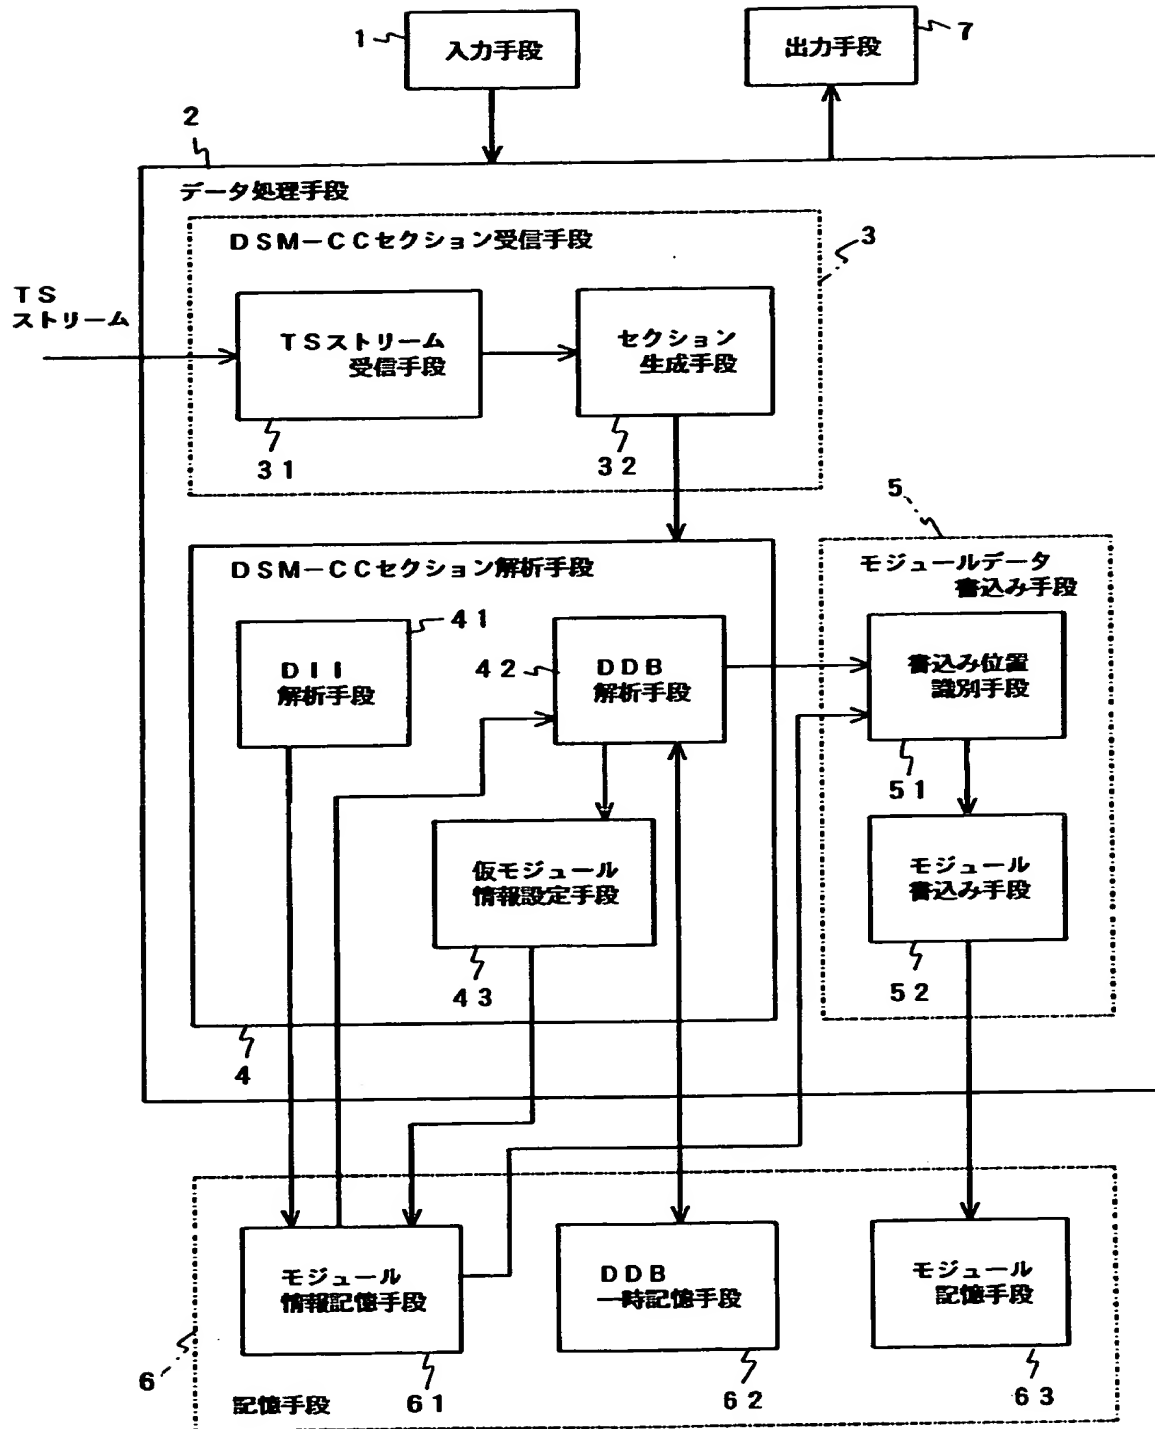 1
入力手段
出力手段
7
2
データ処理手段
DSM-CCセクション受信手段
3
TS
ストリーム
TSストリーム
受信手段
セクション
生成手段
31
32
5
DSM-CCセクション解析手段
モジュールデータ
書込み手段
41
DII
解析手段
42
DDB
解析手段
書込み位置
識別手段
51
仮モジュール
情報設定手段
モジュール
書込み手段
43
52
4
モジュール
情報記憶手段
DDB
一時記憶手段
モジュール
記憶手段
6
記憶手段
61
62
63